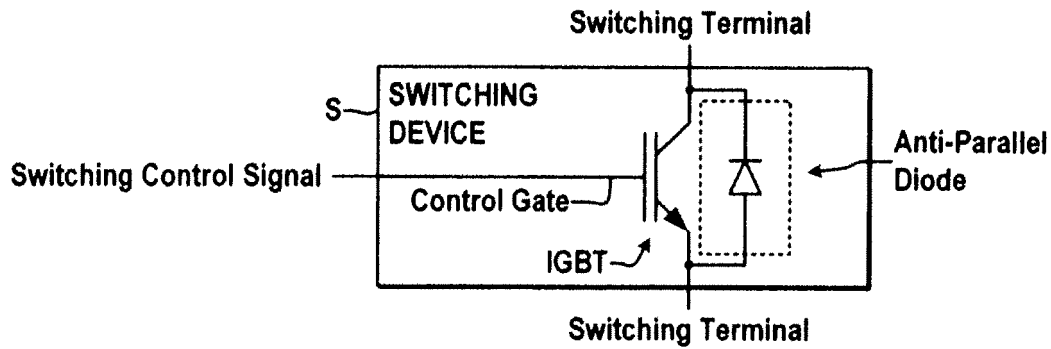 Switching Terminal
S
SWITCHING
DEVICE
Anti-Parallel
Diode
Switching Control Signal
Control Gate
IGBT
Switching Terminal